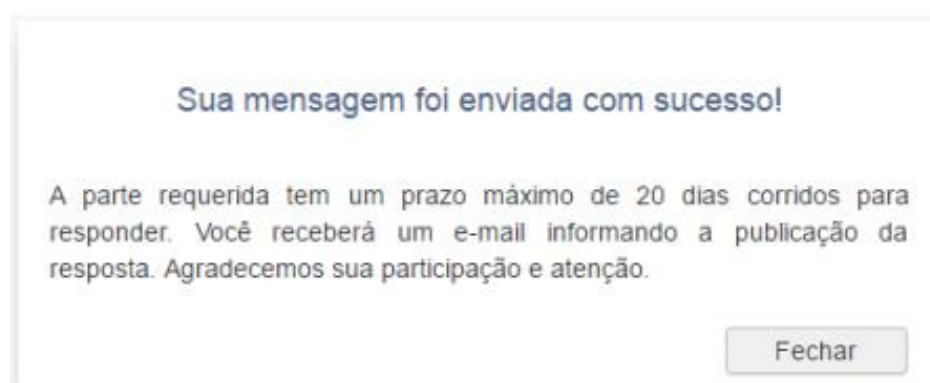 Sua mensagem foi enviada com sucesso!
A parte requerida tem um prazo máximo de 20 dias corridos para
responder. Você receberá um e-mail informando a publicação da
resposta. Agradecemos sua participação e atenção.
Fechar